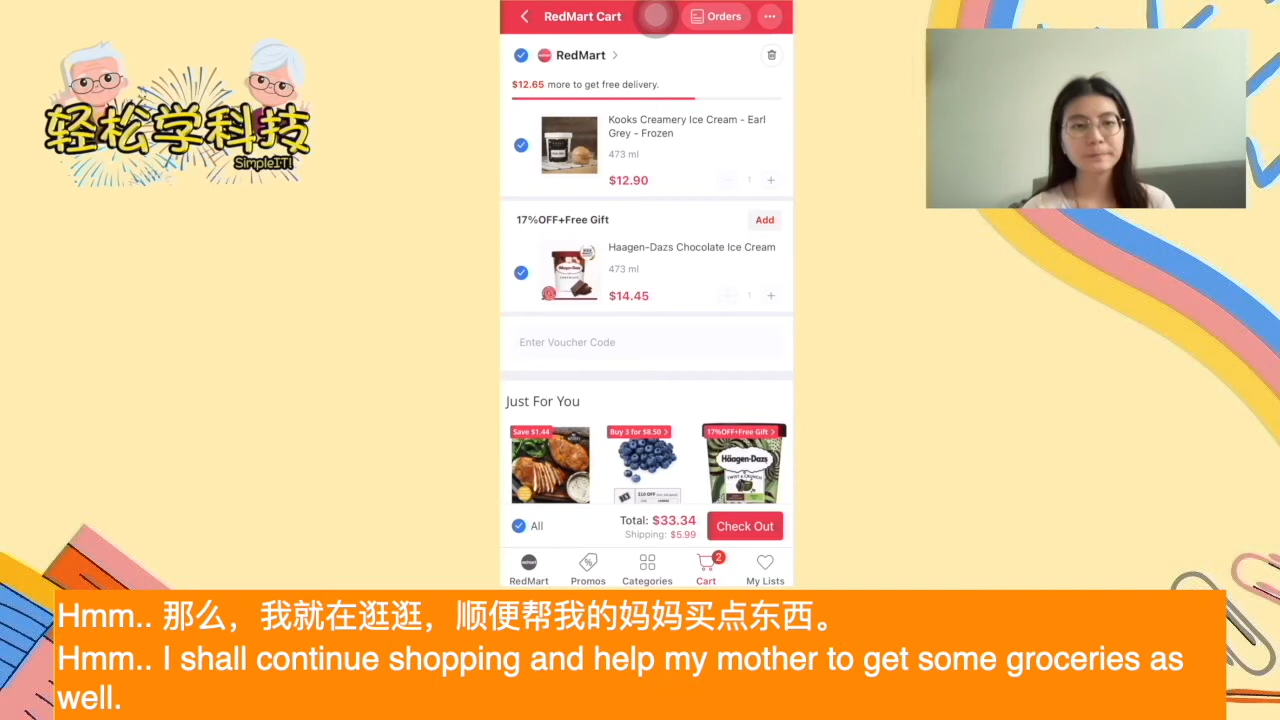 RedMart Cart
Orders
轻松学科技
SimpleIT!
RedMart
$12.65 more to get free delivery.
Kooks Creamery Ice Cream - Earl
Grey - Frozen
473 ml
$12.90
1
17%OFF+Free Gift
Add
Haagen-Dazs Chocolate Ice Cream
473 ml
$14.45
1
Enter Voucher Code
Just For You
Save $1.44
Buy 3 for $8.50
17%OFF+Free Gift
Häagen-Dazs
All
Total: $33.34
Shipping: $5.99
Check Out
2
RedMart
Promos
Categories
Cart
My Lists
Hmm.. 那么，我就在逛逛，顺便帮我的妈妈买点东西。
Hmm.. I shall continue shopping and help my mother to get some groceries as
well.